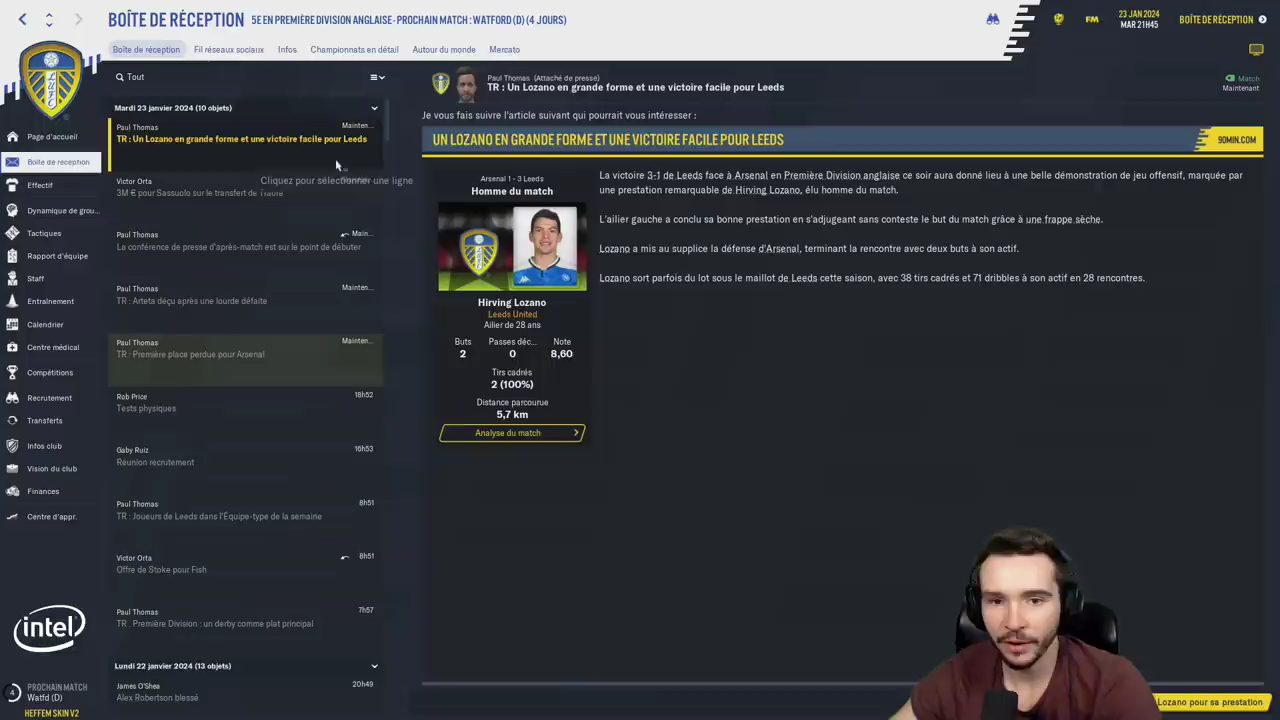 BOÎTE DE RÉCEPTION
5E EN PREMIÈRE DIVISION ANGLAISE - PROCHAIN MATCH : WATFORD (D) (4 JOURS)
FM
23 JAN 2024
MAR 21H45
BOÎTE DE RÉCEPTION
Boîte de réception
Fil réseaux sociaux
Infos
Championnats en détail
Autour du monde
Mercato
LUFC
Page d'accueil
Boîte de réception
Effectif
Dynamique de grou...
Tactiques
Rapport d'équipe
Staff
Entraînement
Calendrier
Centre médical
Compétitions
Recrutement
Transferts
Infos club
Vision du club
Finances
Centre d'appr.
intel
4
PROCHAIN MATCH
Watfd (D)
HEFFEM SKIN V2
Tout
Mardi 23 janvier 2024 (10 objets)
Paul Thomas
Mainten...
TR : Un Lozano en grande forme et une victoire facile pour Leeds
Cliquez pour sélectionner une ligne
Victor Orta
3M € pour Sassuolo sur le transfert de
Paul Thomas
Main...
La conférence de presse d'après-match est sur le point de débuter
Paul Thomas
Mainten...
TR : Arteta déçu après une lourde défaite
Paul Thomas
Mainten...
TR : Première place perdue pour Arsenal
Rob Price
18h52
Tests physiques
Gaby Ruiz
16h53
Réunion recrutement
Paul Thomas
8h51
TR : Joueurs de Leeds dans l'Équipe-type de la semaine
Victor Orta
8h51
Offre de Stoke pour Fish
Paul Thomas
7h57
TR : Première Division : un derby comme plat principal
Lundi 22 janvier 2024 (13 objets)
James O'Shea
20h49
Alex Robertson blessé
Paul Thomas (Attaché de presse)
TR : Un Lozano en grande forme et une victoire facile pour Leeds
Match
Maintenant
Je vous fais suivre l'article suivant qui pourrait vous intéresser :
UN LOZANO EN GRANDE FORME ET UNE VICTOIRE FACILE POUR LEEDS
90MIN.COM
Arsenal 1 - 3 Leeds
Homme du match
Hirving Lozano
Leeds United
Ailier de 28 ans
Buts
Passes déc...
Note
2
0
8,60
Tirs cadrés
2 (100%)
Distance parcourue
5,7 km
Analyse du match
La victoire 3-1 de Leeds face à Arsenal en Première Division anglaise ce soir aura donné lieu à une belle démonstration de jeu offensif, marquée par
une prestation remarquable de Hirving Lozano, élu homme du match.
L'ailier gauche a conclu sa bonne prestation en s'adjugeant sans conteste le but du match grâce à une frappe sèche.
Lozano a mis au supplice la défense d'Arsenal, terminant la rencontre avec deux buts à son actif.
Lozano sort parfois du lot sous le maillot de Leeds cette saison, avec 38 tirs cadrés et 71 dribbles à son actif en 28 rencontres.
Lozano pour sa prestation